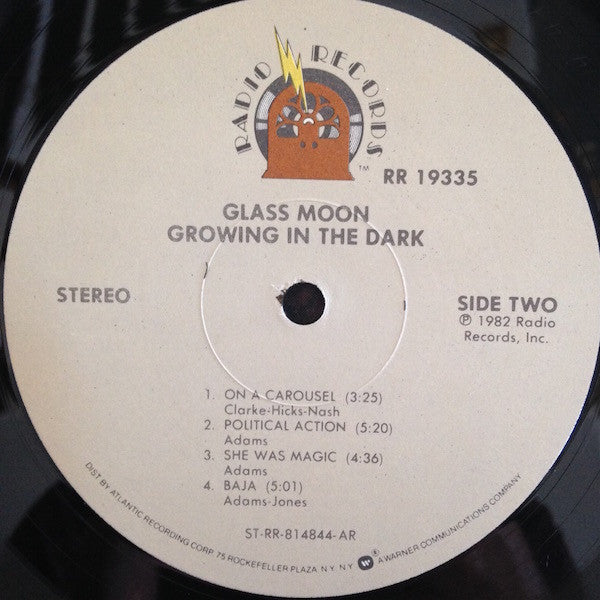 RADIO RECORDS
TM
RR 19335
GLASS MOON
GROWING IN THE DARK
STEREO
SIDE TWO
℗ 1982 Radio
Records, Inc.
1. ON A CAROUSEL (3:25)
Clarke-Hicks-Nash
2. POLITICAL ACTION (5:20)
Adams
3. SHE WAS MAGIC (4:36)
Adams
4. BAJA (5:01)
Adams-Jones
ST-RR-814844-AR
DIST BY ATLANTIC RECORDING CORP. 75 ROCKEFELLER PLAZA N.Y. N.Y. W ® A WARNER COMMUNICATIONS COMPANY